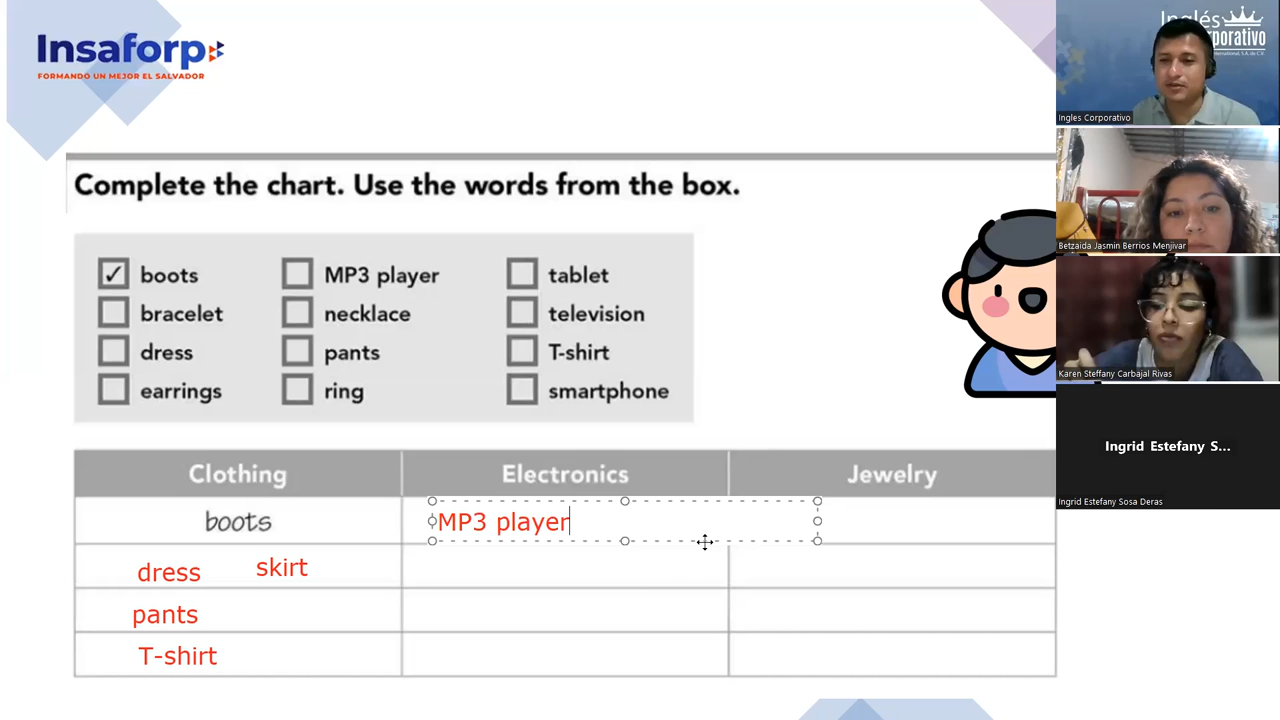 Insaforp
FORMANDO UN MEJOR EL SALVADOR
Complete the chart. Use the words from the box.
✓ boots
MP3 player
tablet
bracelet
necklace
television
dress
pants
T-shirt
earrings
ring
smartphone
Clothing
Electronics
Jewelry
boots
MP3 player
dress
skirt
pants
T-shirt
Inglés
Ingles Corporativo
Betzaida Jasmin Berrios Menjivar
Karen Steffany Carbajal Rivas
Ingrid Estefany S...
Ingrid Estefany Sosa Deras